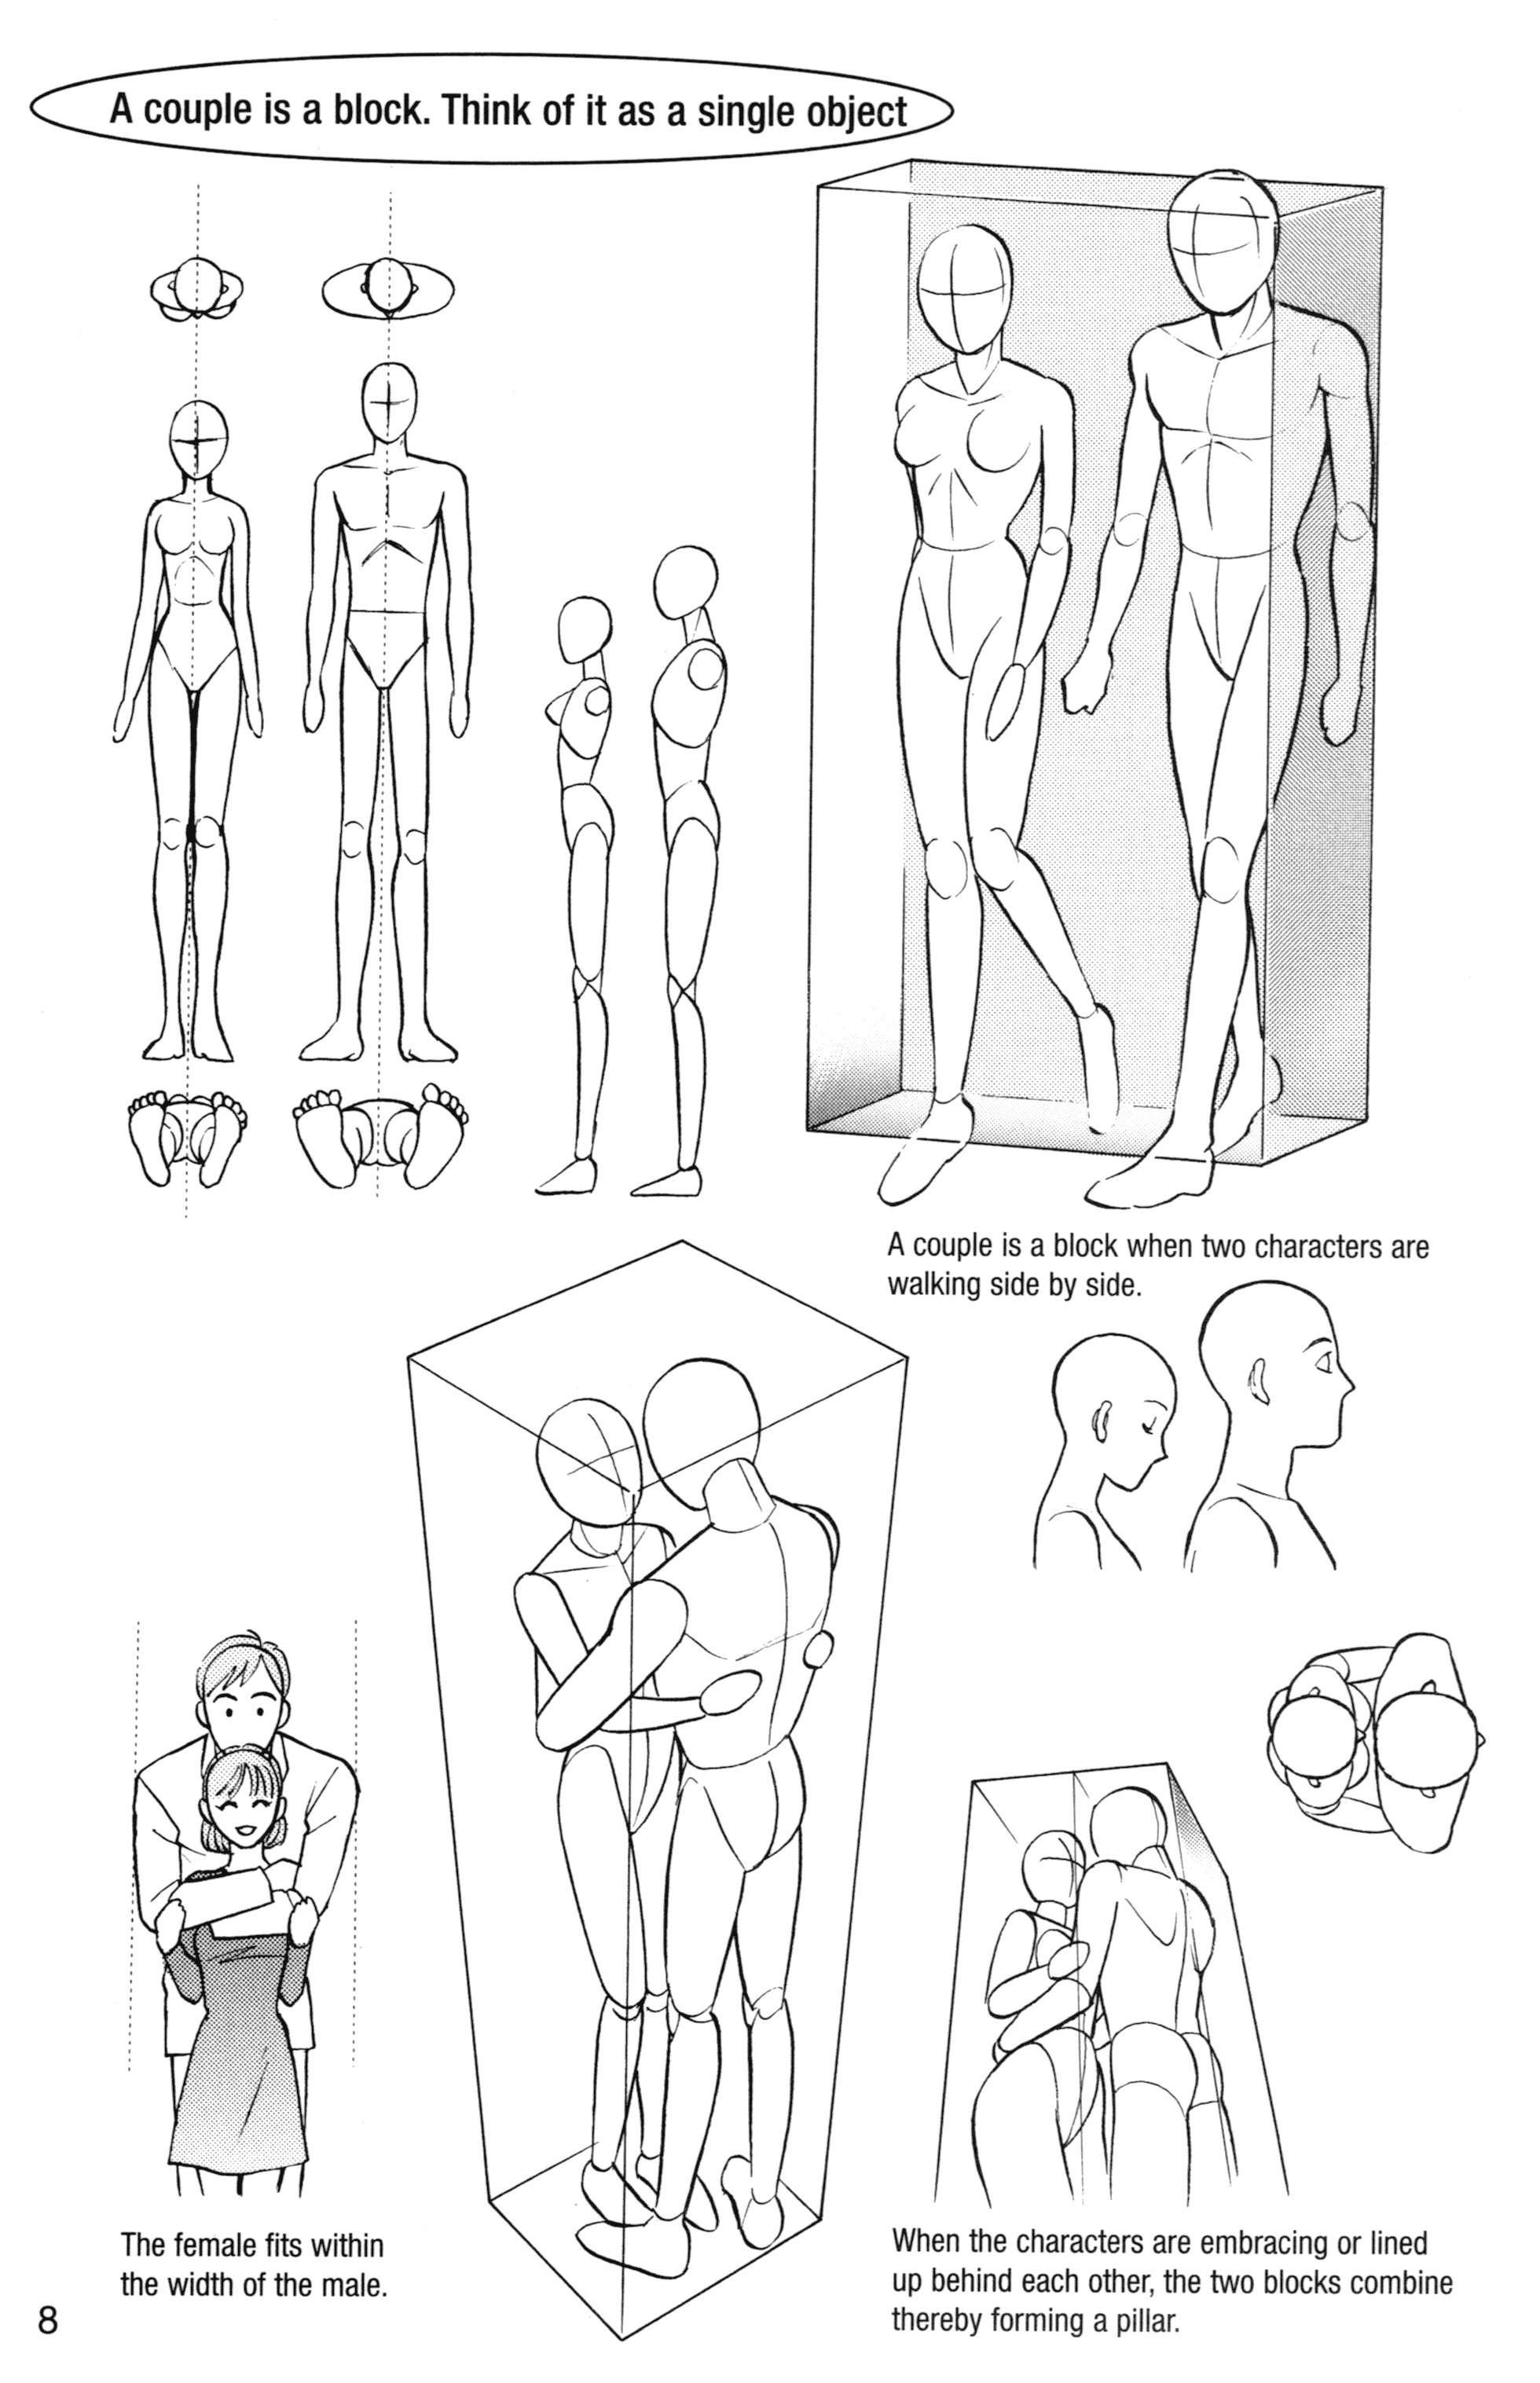 A couple is a block. Think of it as a single object
A couple is a block when two characters are
walking side by side.
The female fits within
the width of the male.
When the characters are embracing or lined
up behind each other, the two blocks combine
thereby forming a pillar.
8